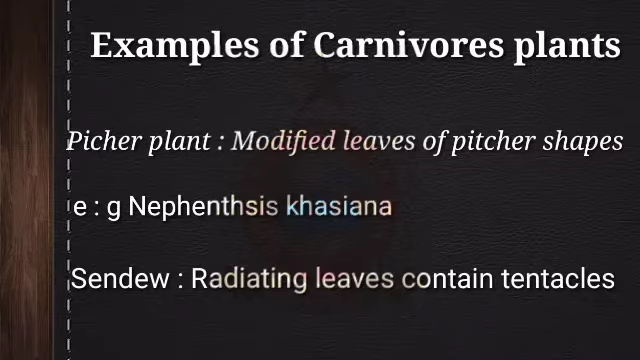 Examples of Carnivores plants
Picher plant : Modified leaves of pitcher shapes
e : g Nephenthsis khasiana
Sendew : Radiating leaves contain tentacles